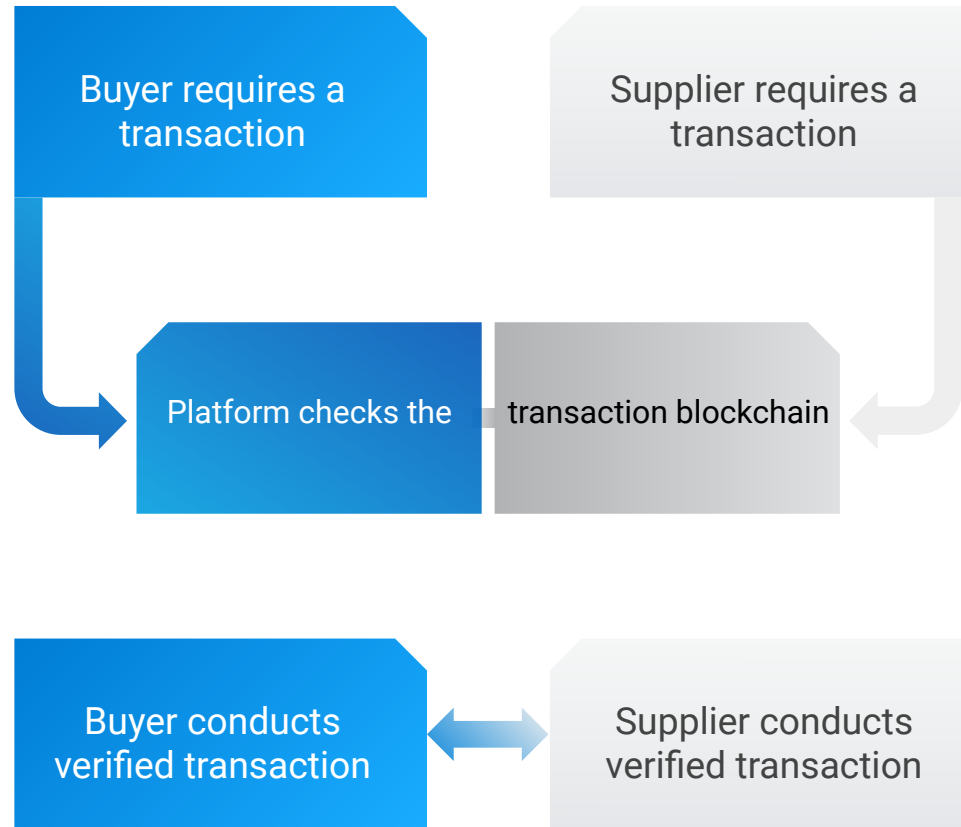 Buyer requires a
transaction
Supplier requires a
transaction
Platform checks the
transaction blockchain
Buyer conducts
verified transaction
Supplier conducts
verified transaction